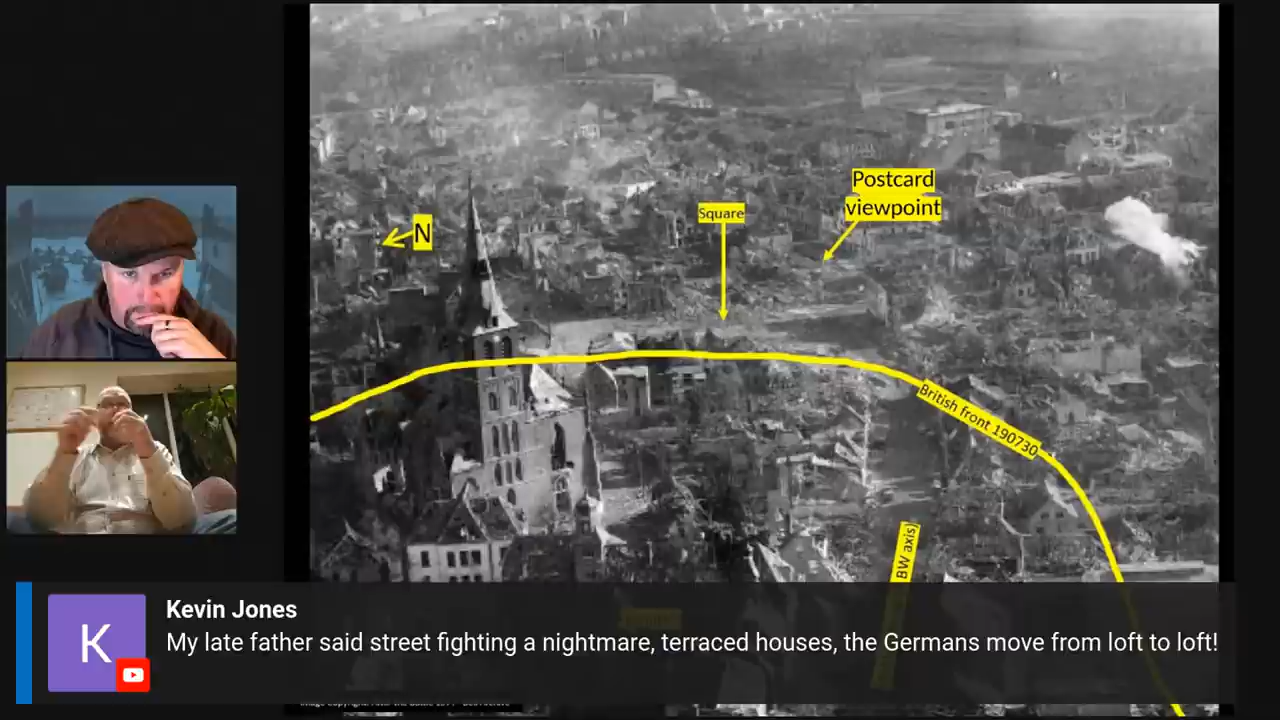 Postcard
viewpoint
Square
N
British front 190730
BW axis
Kevin Jones
K
My late father said street fighting a nightmare, terraced houses, the Germans move from loft to loft!